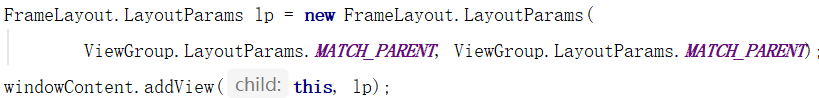 FrameLayout.LayoutParams lp = new FrameLayout.LayoutParams(
ViewGroup.LayoutParams.MATCH_PARENT, ViewGroup.LayoutParams.MATCH_PARENT);
windowContent.addView( child: this, lp);